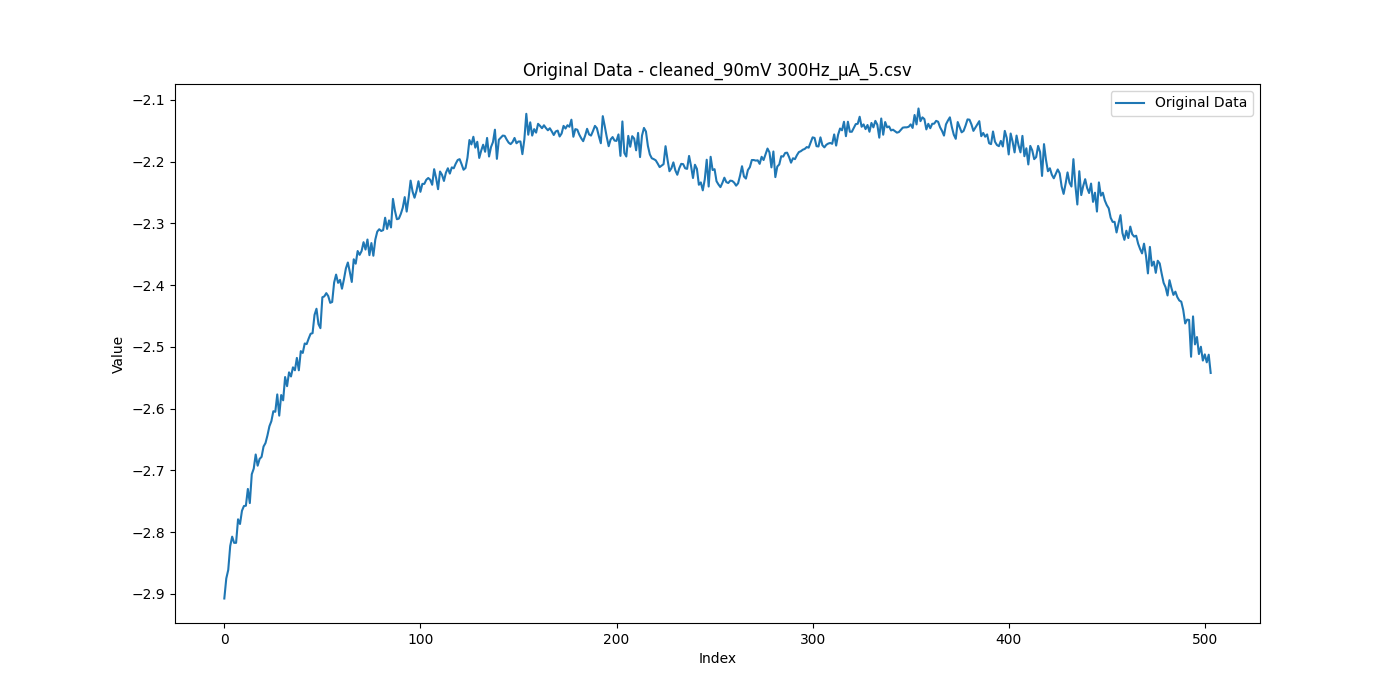 Original Data - cleaned_90mV 300Hz_μA_5.csv
Original Data
−2.1
−2.2
−2.3
−2.4
−2.5
−2.6
−2.7
−2.8
−2.9
Value
0 100 200 300 400 500
Index